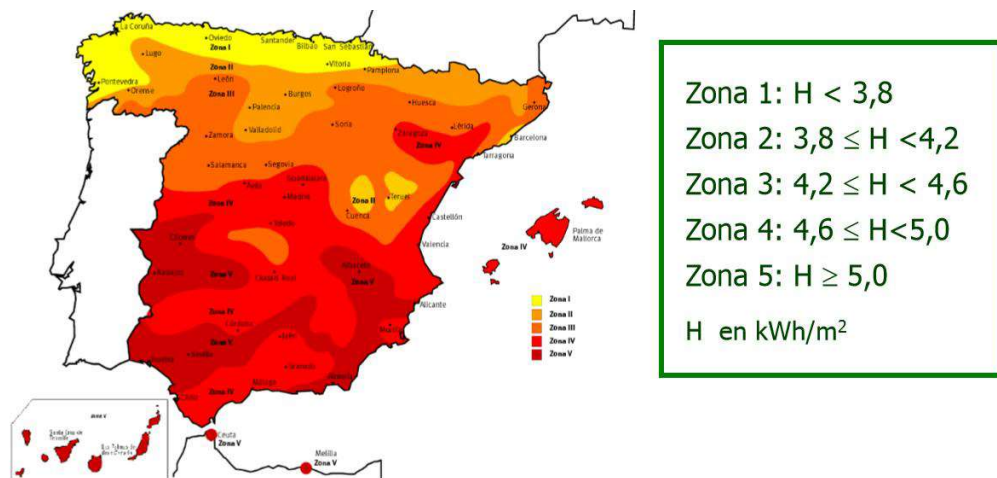 La Coruña
Oviedo
Santander
Bilbao
San Sebastián
Zona I
Lugo
Vitoria
Pamplona
Zona II
León
Pontevedra
Orense
Zona III
Burgos
Logroño
Palencia
Huesca
Gerona
Zamora
Valladolid
Soria
Zaragoza
Lérida
Zona IV
Barcelona
Tarragona
Salamanca
Segovia
Ávila
Guadalajara
Madrid
Zona IV
Zona II
Teruel
Cuenca
Toledo
Castellón
Cáceres
Valencia
Zona IV
Palma de
Mallorca
Badajoz
Zona V
Ciudad Real
Albacete
Zona V
Alicante
Zona IV
Córdoba
Jaén
Murcia
Zona V
Sevilla
Huelva
Granada
Almería
Málaga
Zona IV
Cádiz
Zona I
Zona II
Zona III
Zona IV
Zona V
Zona V
Santa Cruz de
Tenerife
Las Palmas de
Gran Canaria
Ceuta
Zona V
Melilla
Zona V
Zona 1: H < 3,8
Zona 2: 3,8 ≤ H <4,2
Zona 3: 4,2 ≤ H < 4,6
Zona 4: 4,6 ≤ H<5,0
Zona 5: H ≥ 5,0
H en kWh/m²